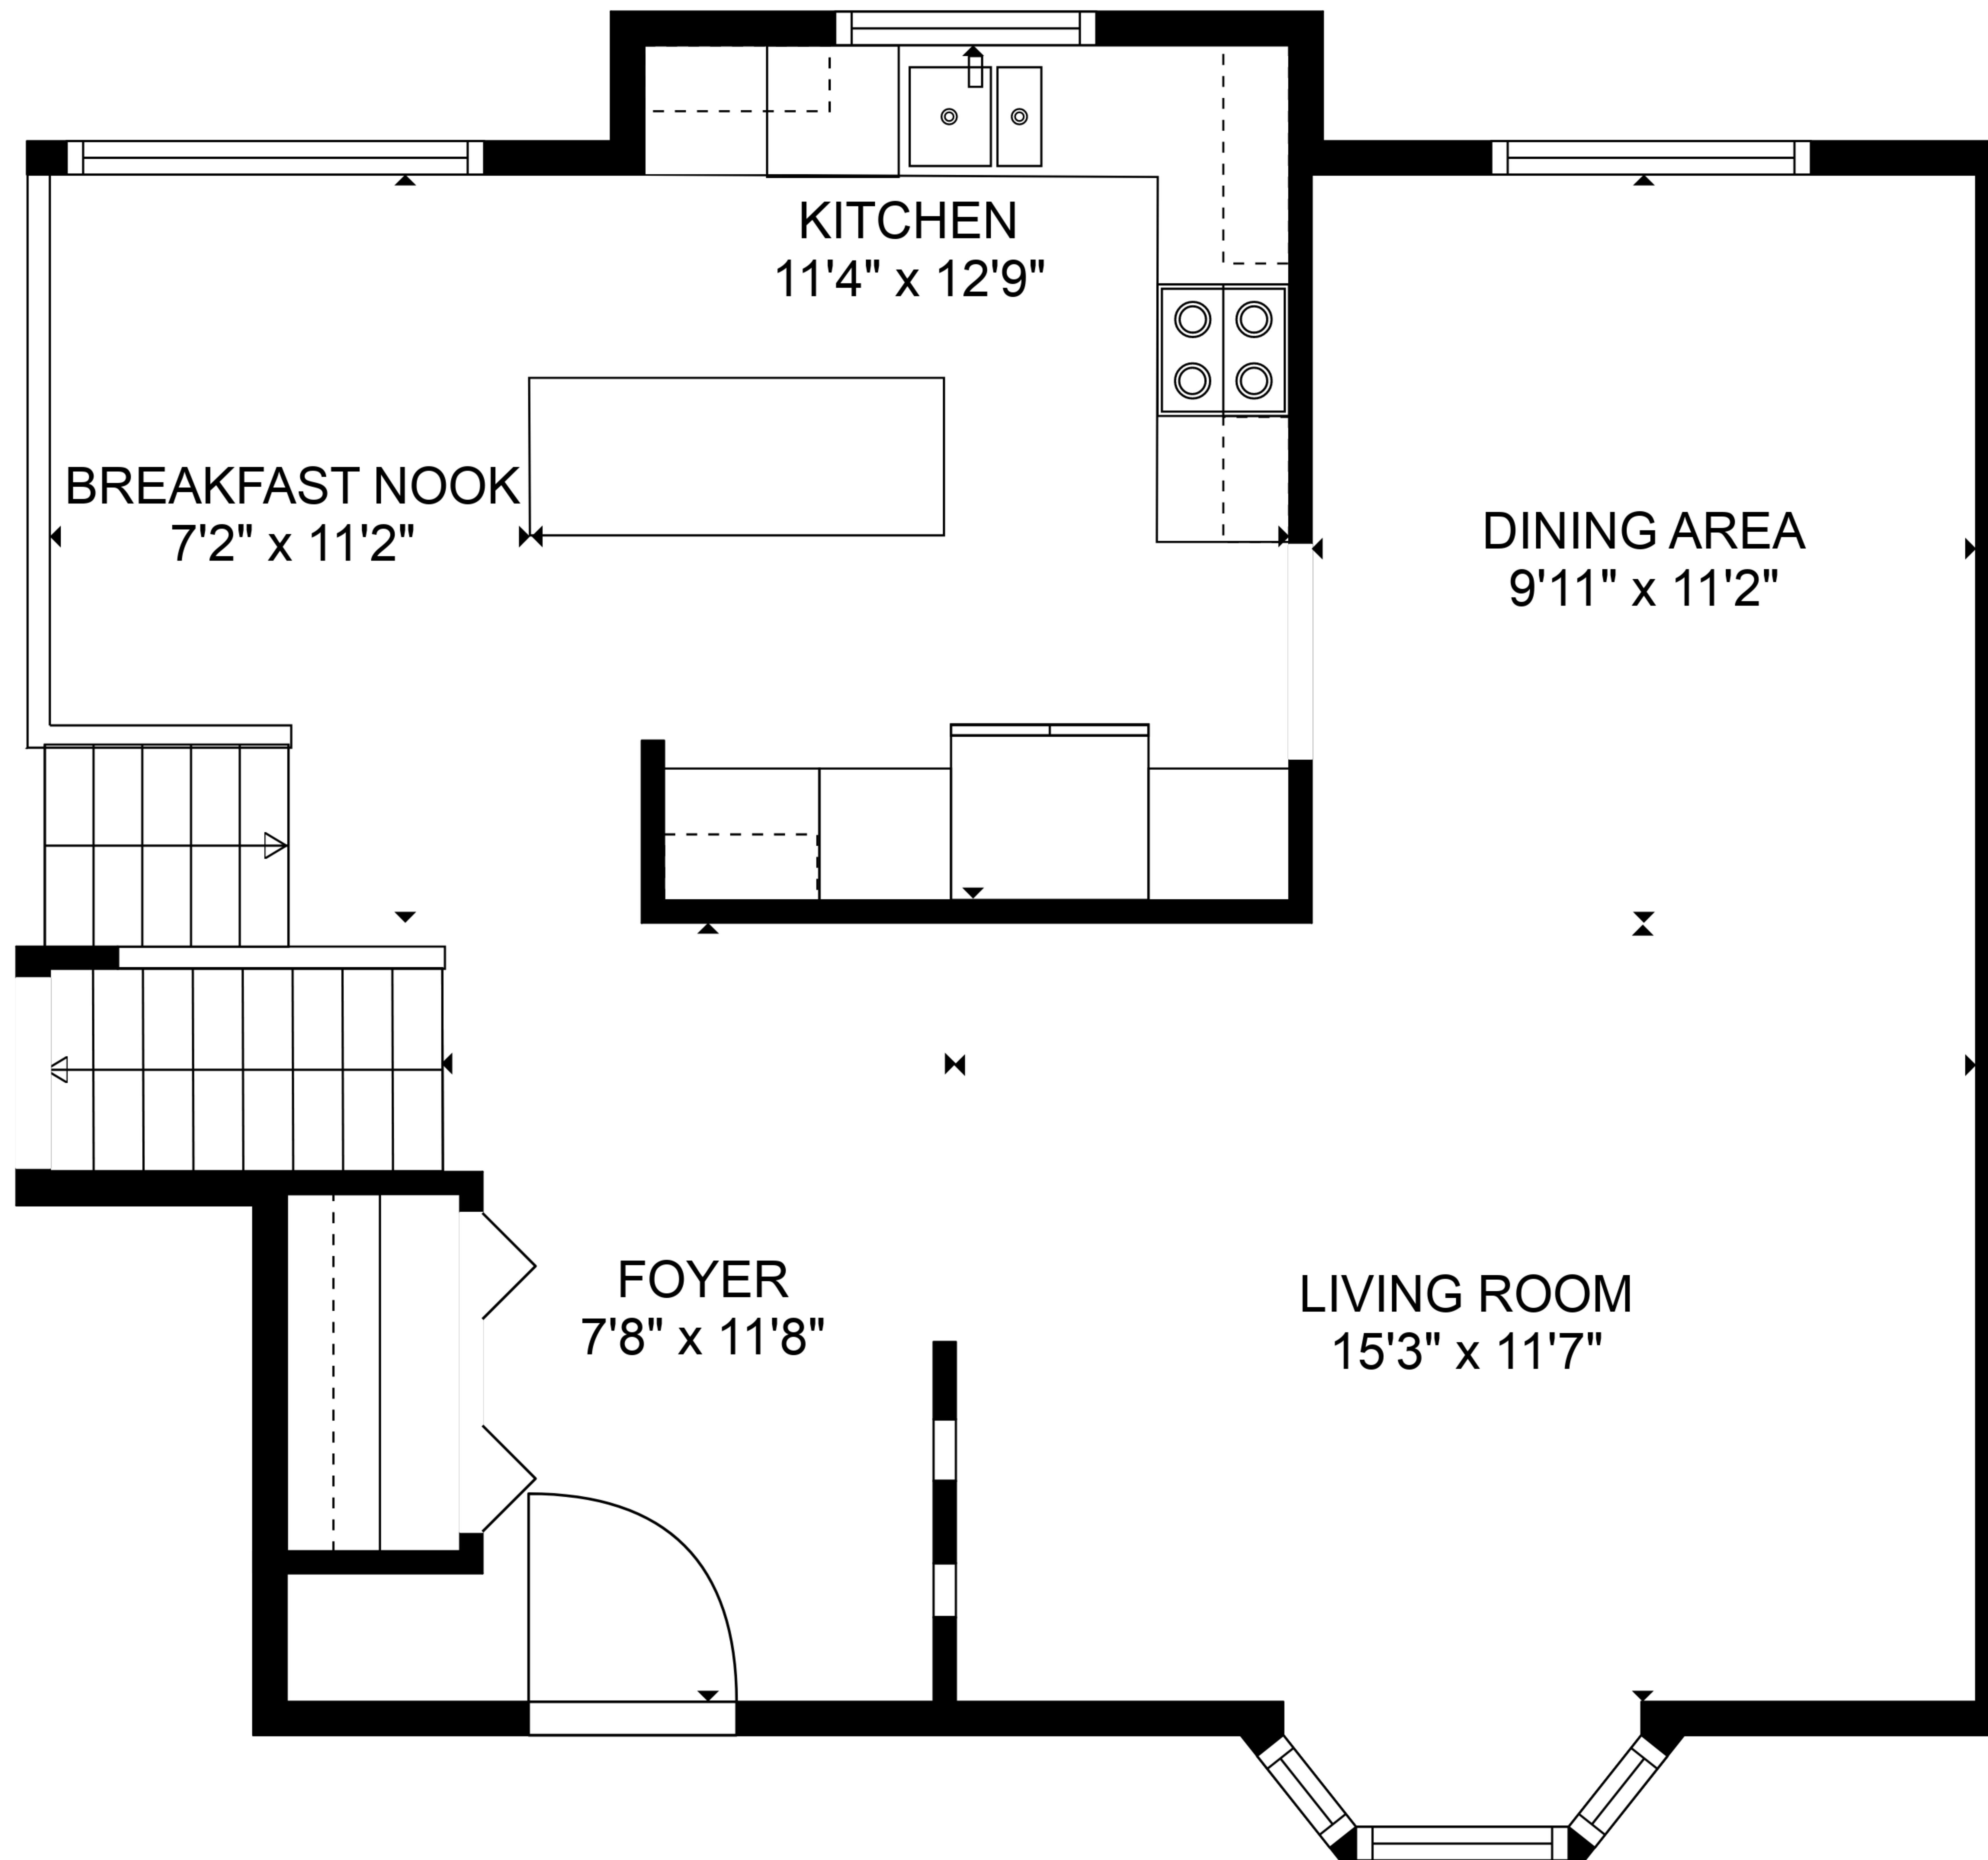 KITCHEN
11'4" x 12'9"
BREAKFAST NOOK
7'2" x 11'2"
DINING AREA
9'11" x 11'2"
FOYER
7'8" x 11'8"
LIVING ROOM
15'3" x 11'7"